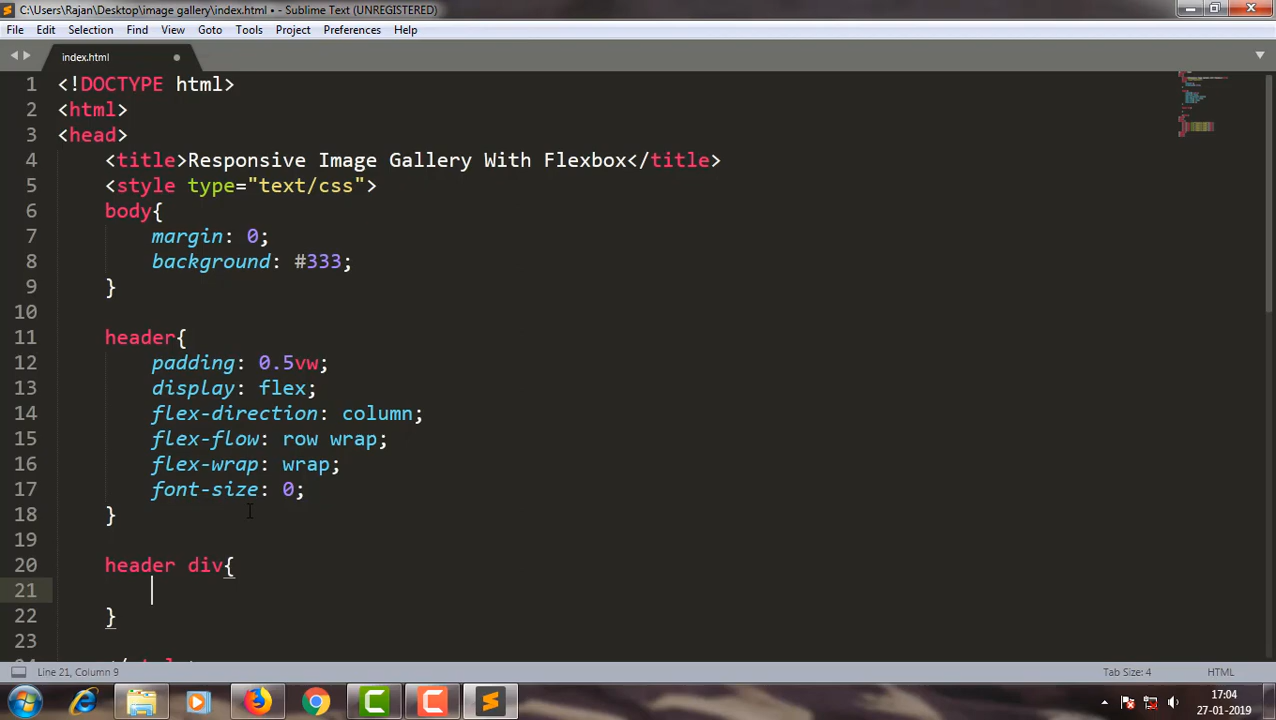 C:\Users\Rajan\Desktop\image gallery\index.html • - Sublime Text (UNREGISTERED)
File Edit Selection Find View Goto Tools Project Preferences Help
index.html
1 <!DOCTYPE html>
2 <html>
3 <head>
4 <title>Responsive Image Gallery With Flexbox</title>
5 <style type="text/css">
6 body{
7 margin: 0;
8 background: #333;
9 }
10
11 header{
12 padding: 0.5vw;
13 display: flex;
14 flex-direction: column;
15 flex-flow: row wrap;
16 flex-wrap: wrap;
17 font-size: 0;
18 }
19
20 header div{
21
22 }
23
Line 21, Column 9 Tab Size: 4 HTML
17:04
27-01-2019